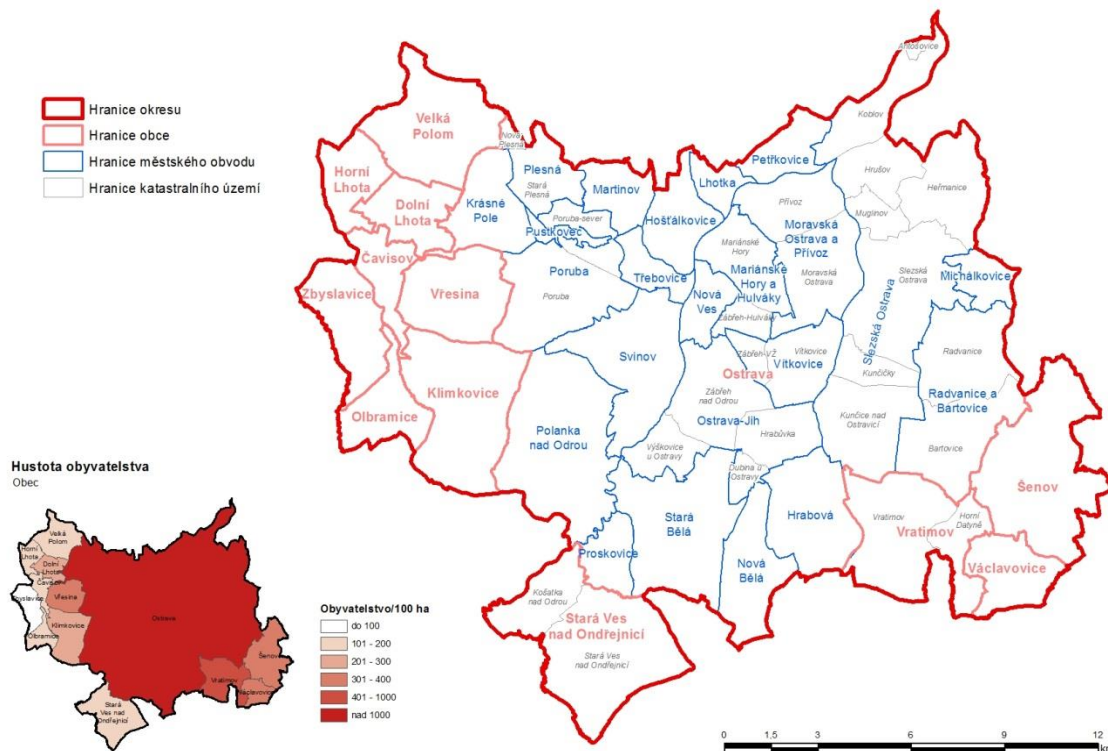 Hranice okresu
Hranice obce
Hranice městského obvodu
Hranice katastralního území
Antošovice
Koblov
Velká
Polom
Nová
Plesná
Petřkovice
Hrušov
Heřmanice
Horní
Lhota
Plesná
Stará
Plesná
Martinov
Lhotka
Dolní
Lhota
Krásné
Pole
Přívoz
Muglinov
Poruba-sever
Pustkovec
Hošťálkovice
Moravská
Ostrava a
Přívoz
Mariánské
Hory
Čavisov
Poruba
Poruba
Třebovice
Mariánské
Hory a
Hulváky
Moravská
Ostrava
Slezská
Ostrava
Michálkovice
Zbyslavice
Vřesina
Nová
Ves
Zábřeh-Hulváky
Slezská Ostrava
Svinov
Zábřeh-VŽ
Vítkovice
Vítkovice
Radvanice
Kunčičky
Ostrava
Klimkovice
Zábřeh
nad Odrou
Radvanice a
Bartovice
Olbramice
Polanka
nad Odrou
Ostrava-Jih
Hrabůvka
Kunčice nad
Ostravicí
Výškovice
u Ostravy
Bartovice
Dubina u
Ostravy
Šenov
Stará
Bělá
Hrabová
Vratimov
Horní
Datyně
Vratimov
Proskovice
Nová
Bělá
Václavovice
Košatka
nad Odrou
Stará Ves
nad Ondřejnicí
Stará Ves
nad Ondřejnicí
Hustota obyvatelstva
Obec
Velká
Polom
Horní
Lhota
Dolní
Lhota
Čavisov
Zbyslavice
Vřesina
Ostrava
Klimkovice
Olbramice
Šenov
Vratimov
Václavovice
Stará
Ves nad
Ondřejnicí
Obyvatelstvo/100 ha
do 100
101 - 200
201 - 300
301 - 400
401 - 1000
nad 1000
0 1,5 3 6 9 12
km